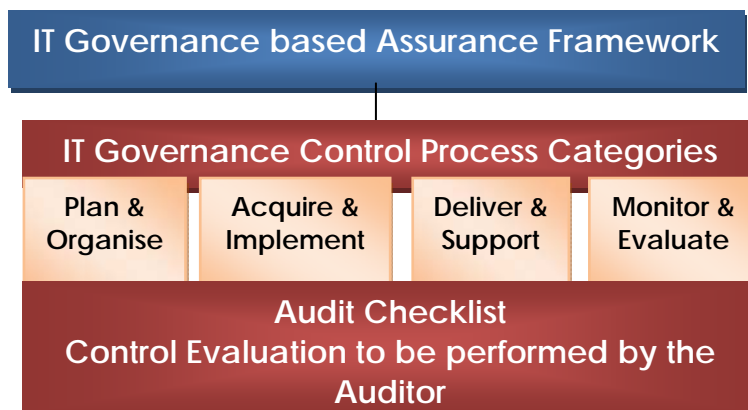 IT Governance based Assurance Framework
IT Governance Control Process Categories
Plan &
Organise
Acquire &
Implement
Deliver &
Support
Monitor &
Evaluate
Audit Checklist
Control Evaluation to be performed by the
Auditor